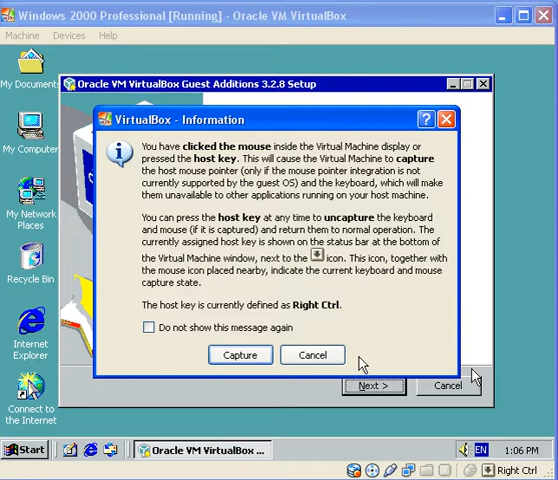 Windows 2000 Professional [Running] - Oracle VM VirtualBox
Machine Devices Help
My Document
Oracle VM VirtualBox Guest Additions 3.2.8 Setup
My Computer
My Network
Places
Recycle Bin
Internet
Explorer
Connect to
the Internet
VirtualBox - Information
You have clicked the mouse inside the Virtual Machine display or
pressed the host key. This will cause the Virtual Machine to capture
the host mouse pointer (only if the mouse pointer integration is not
currently supported by the guest OS) and the keyboard, which will make
them unavailable to other applications running on your host machine.
You can press the host key at any time to uncapture the keyboard
and mouse (if it is captured) and return them to normal operation. The
currently assigned host key is shown on the status bar at the bottom of
the Virtual Machine window, next to the icon. This icon, together with
the mouse icon placed nearby, indicate the current keyboard and mouse
capture state.
The host key is currently defined as Right Ctrl.
Do not show this message again
Capture Cancel
Next > Cancel
Start Oracle VM VirtualBox ... EN 1:06 PM
Right Ctrl